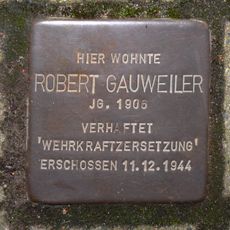 HIER WOHNTE
ROBERT GAUWEILER
JG. 1906
VERHAFTET
'WEHRKRAFTZERSETZUNG'
ERSCHOSSEN 11.12.1944